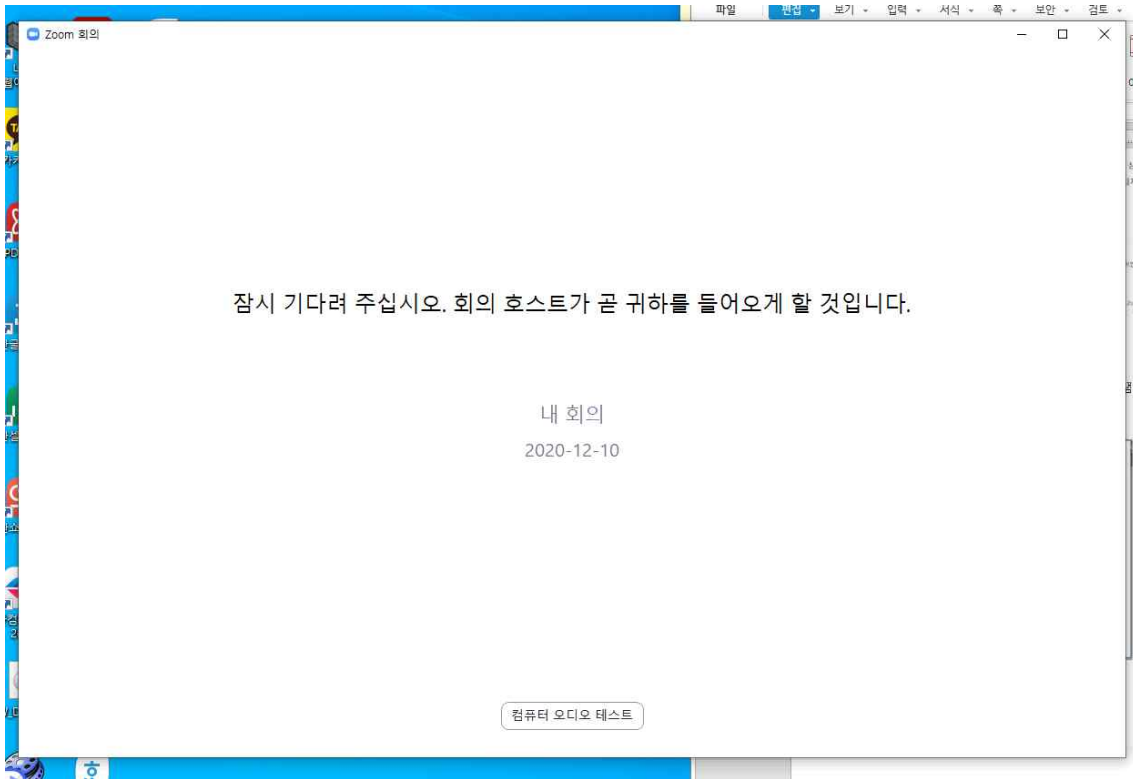 파일 편집 보기 입력 서식 쪽 보안 검토
Zoom 회의
잠시 기다려 주십시오. 회의 호스트가 곧 귀하를 들어오게 할 것입니다.
내 회의
2020-12-10
컴퓨터 오디오 테스트